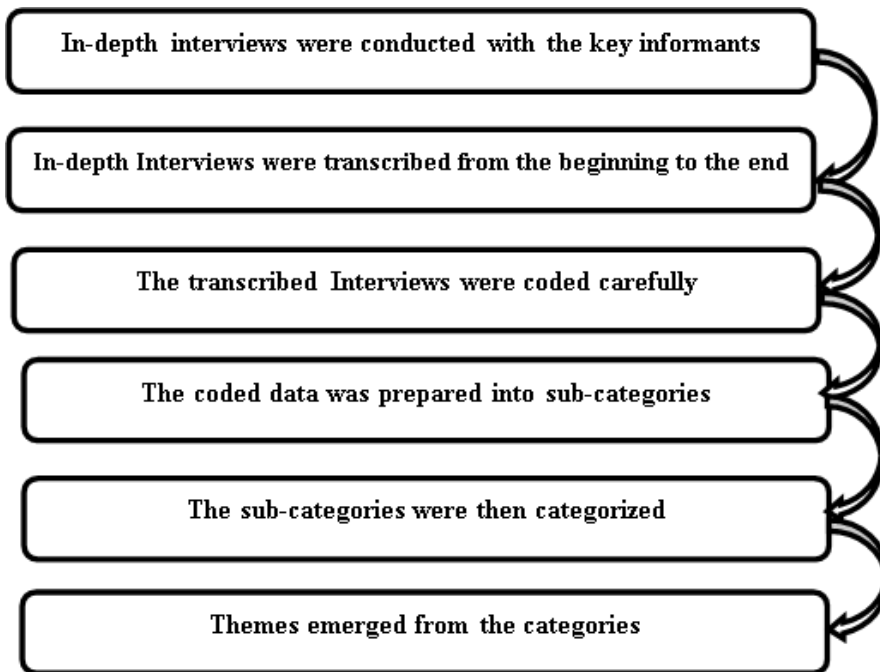 In-depth interviews were conducted with the key informants
In-depth Interviews were transcribed from the beginning to the end
The transcribed Interviews were coded carefully
The coded data was prepared into sub-categories
The sub-categories were then categorized
Themes emerged from the categories